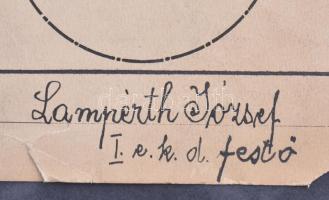 Lampérth József
I. e. k. d. festő